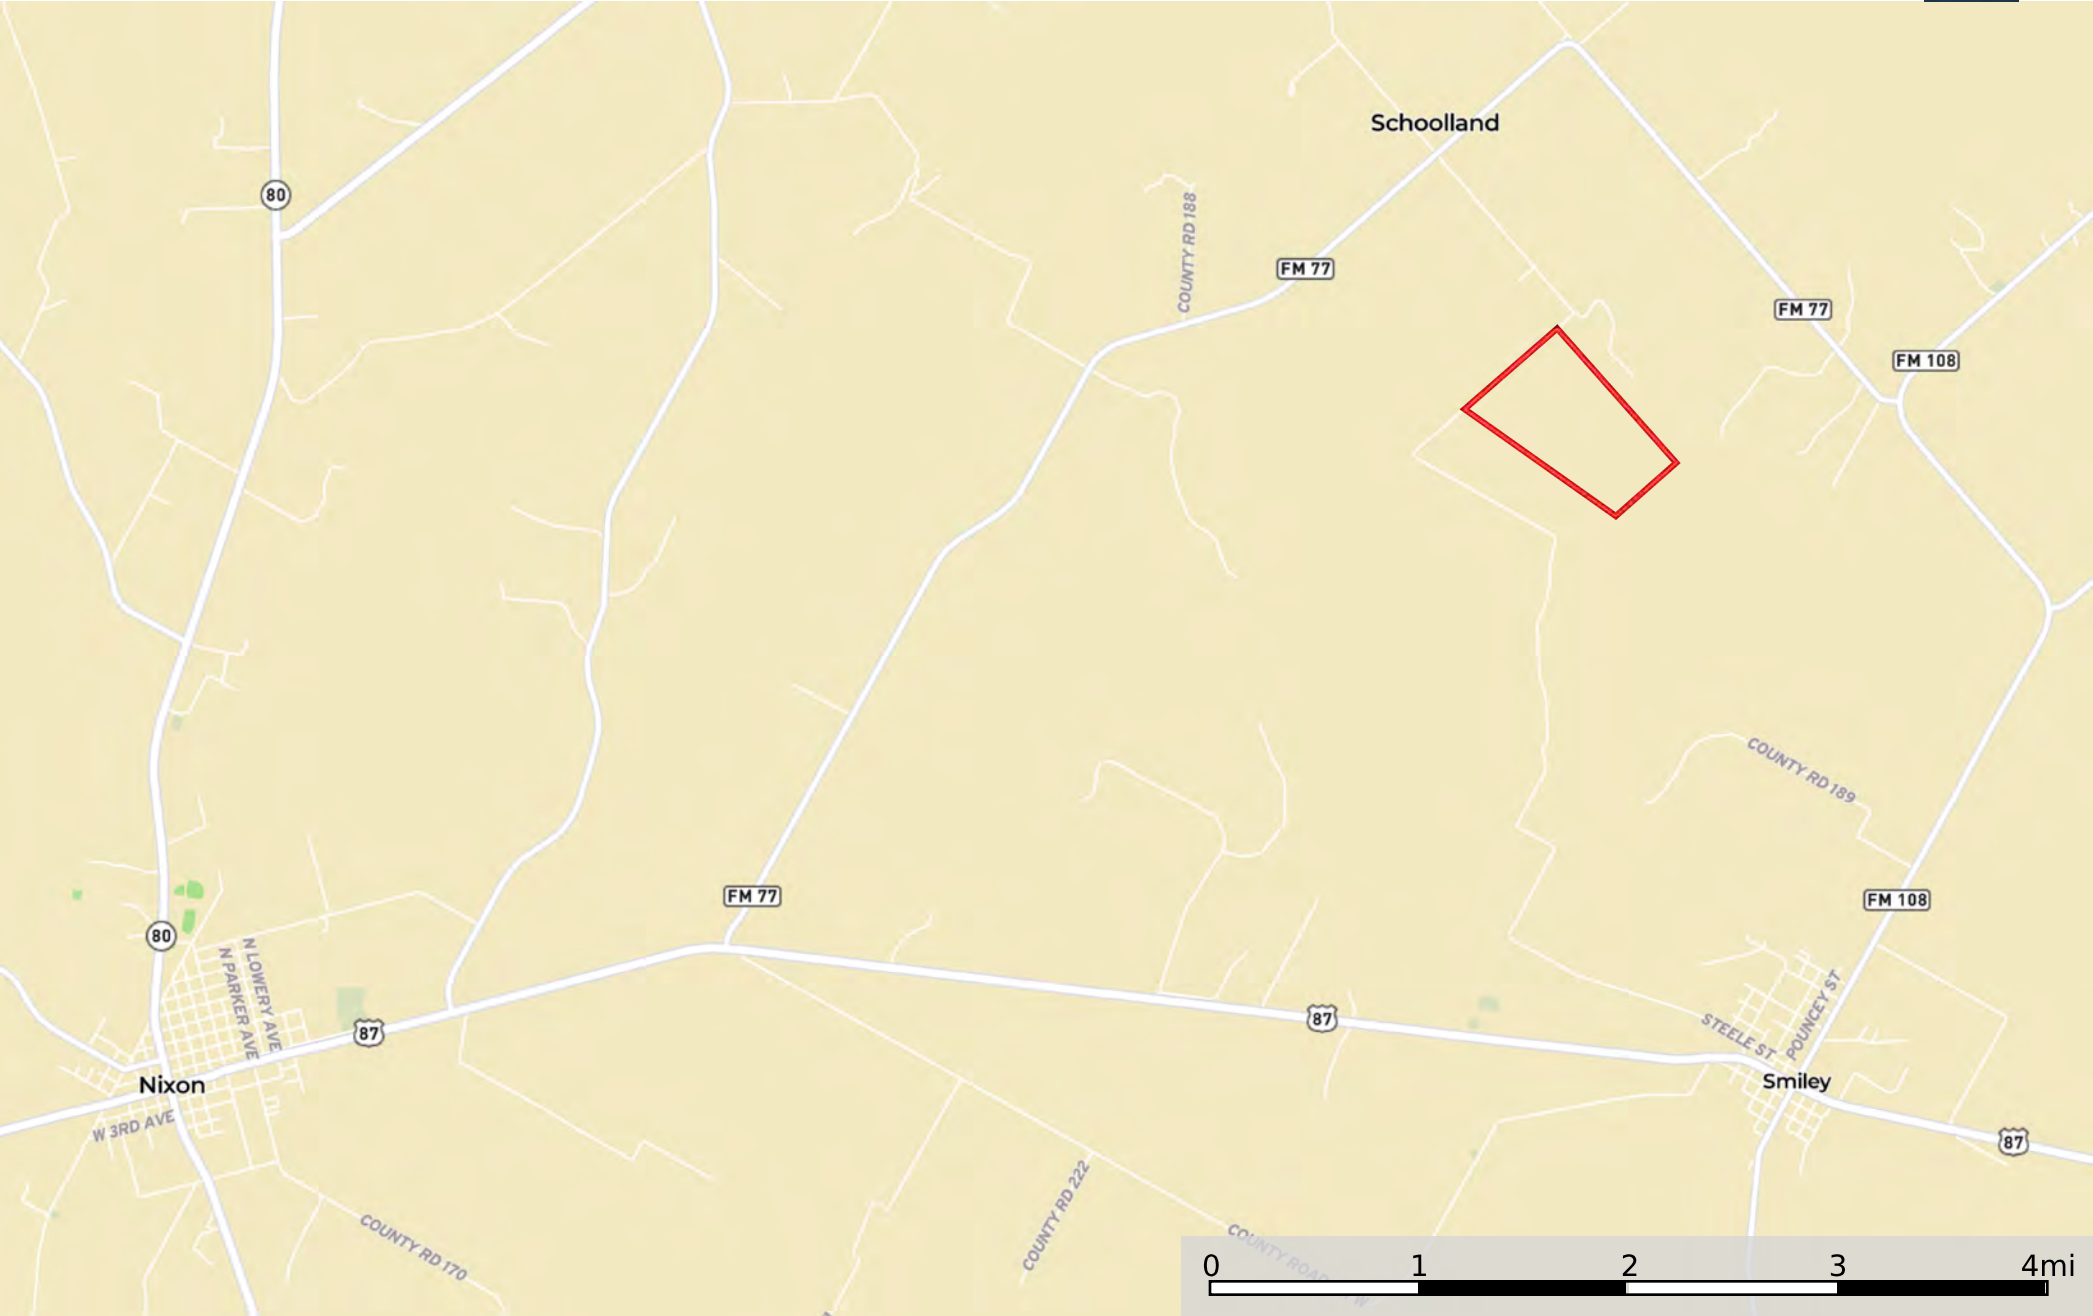 Schoolland
80
COUNTY RD 188
FM 77
FM 77
FM 108
COUNTY RD 189
FM 77
FM 108
80
N LOWERY AVE
N PARKER AVE
POUNCEY ST
87
87
STEELE ST
Nixon
Smiley
W 3RD AVE
87
COUNTY RD 222
COUNTY RD 170
COUNTY ROAD
W
0 1 2 3 4mi